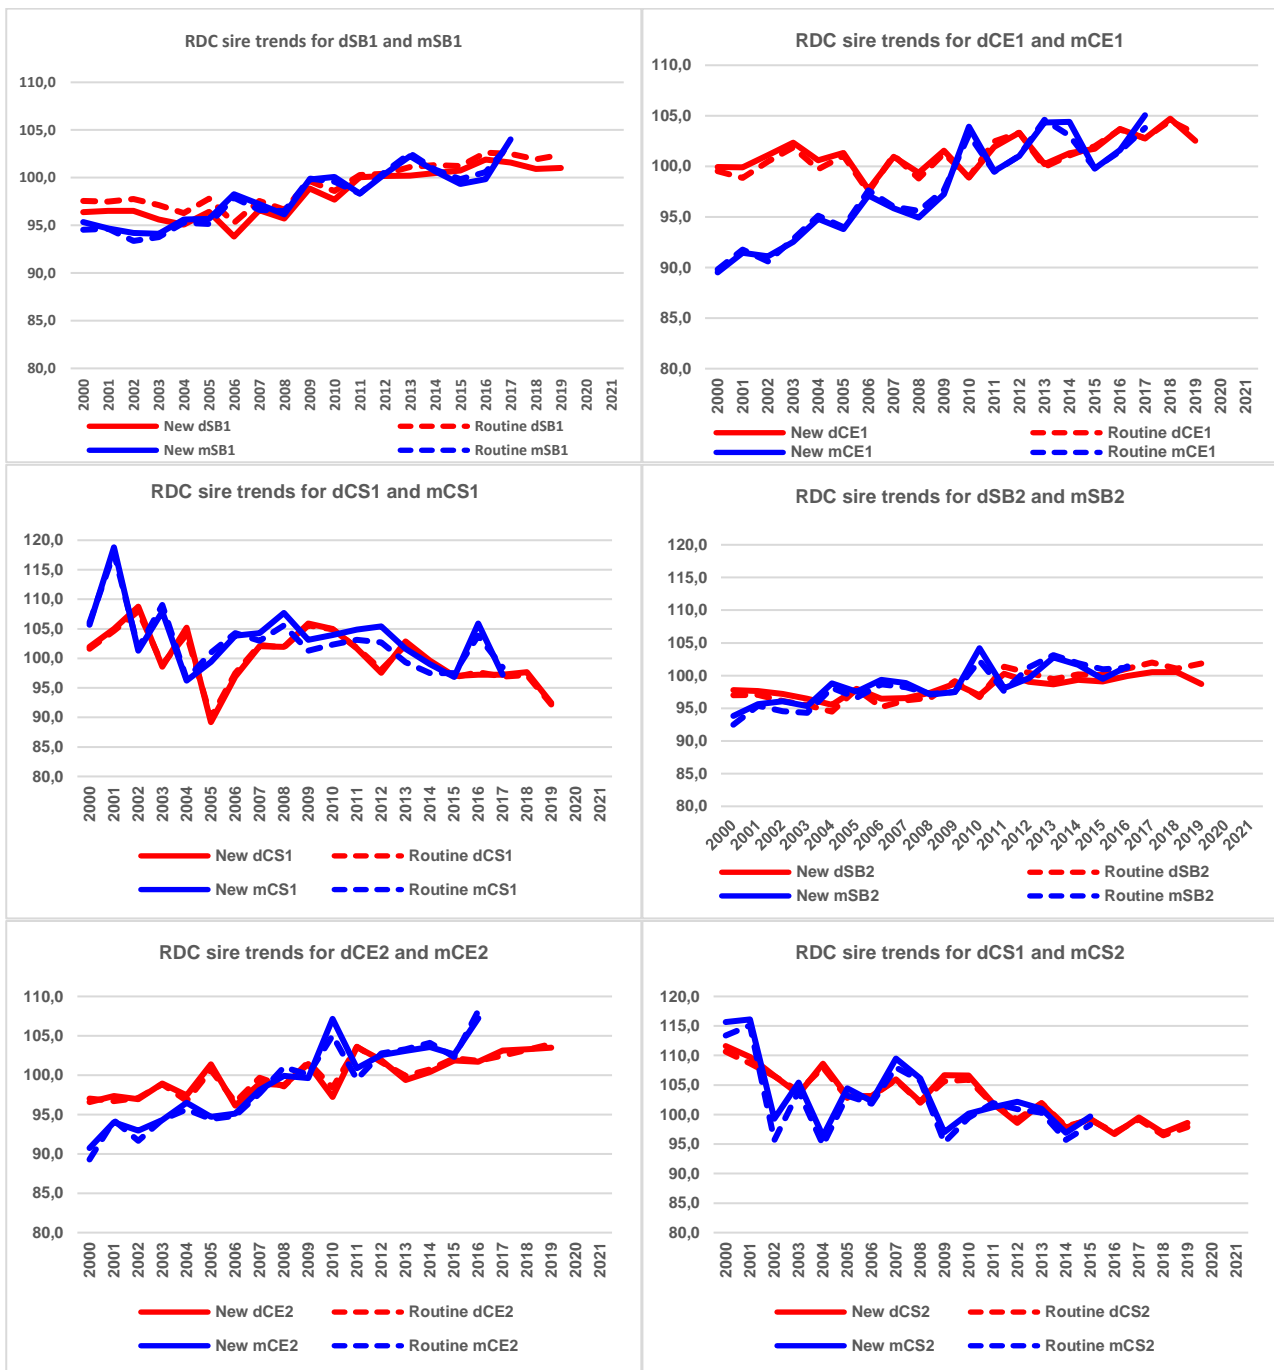 RDC sire trends for dSB1 and mSB1
110,0
105,0
100,0
95,0
90,0
85,0
80,0
2000 2001 2002 2003 2004 2005 2006 2007 2008 2009 2010 2011 2012 2013 2014 2015 2016 2017 2018 2019 2020 2021
New dSB1 Routine dSB1
New mSB1 Routine mSB1
RDC sire trends for dCE1 and mCE1
110,0
105,0
100,0
95,0
90,0
85,0
80,0
2000 2001 2002 2003 2004 2005 2006 2007 2008 2009 2010 2011 2012 2013 2014 2015 2016 2017 2018 2019 2020 2021
New dCE1 Routine dCE1
New mCE1 Routine mCE1
RDC sire trends for dCS1 and mCS1
120,0
115,0
110,0
105,0
100,0
95,0
90,0
85,0
80,0
2000 2001 2002 2003 2004 2005 2006 2007 2008 2009 2010 2011 2012 2013 2014 2015 2016 2017 2018 2019 2020 2021
New dCS1 Routine dCS1
New mCS1 Routine mCS1
RDC sire trends for dSB2 and mSB2
120,0
115,0
110,0
105,0
100,0
95,0
90,0
85,0
80,0
2000 2001 2002 2003 2004 2005 2006 2007 2008 2009 2010 2011 2012 2013 2014 2015 2016 2017 2018 2019 2020 2021
New dSB2 Routine dSB2
New mSB2 Routine mSB2
RDC sire trends for dCE2 and mCE2
110,0
105,0
100,0
95,0
90,0
85,0
80,0
2000 2001 2002 2003 2004 2005 2006 2007 2008 2009 2010 2011 2012 2013 2014 2015 2016 2017 2018 2019 2020 2021
New dCE2 Routine dCE2
New mCE2 Routine mCE2
RDC sire trends for dCS1 and mCS2
120,0
115,0
110,0
105,0
100,0
95,0
90,0
85,0
80,0
2000 2001 2002 2003 2004 2005 2006 2007 2008 2009 2010 2011 2012 2013 2014 2015 2016 2017 2018 2019 2020 2021
New dCS2 Routine dCS2
New mCS2 Routine mCS2